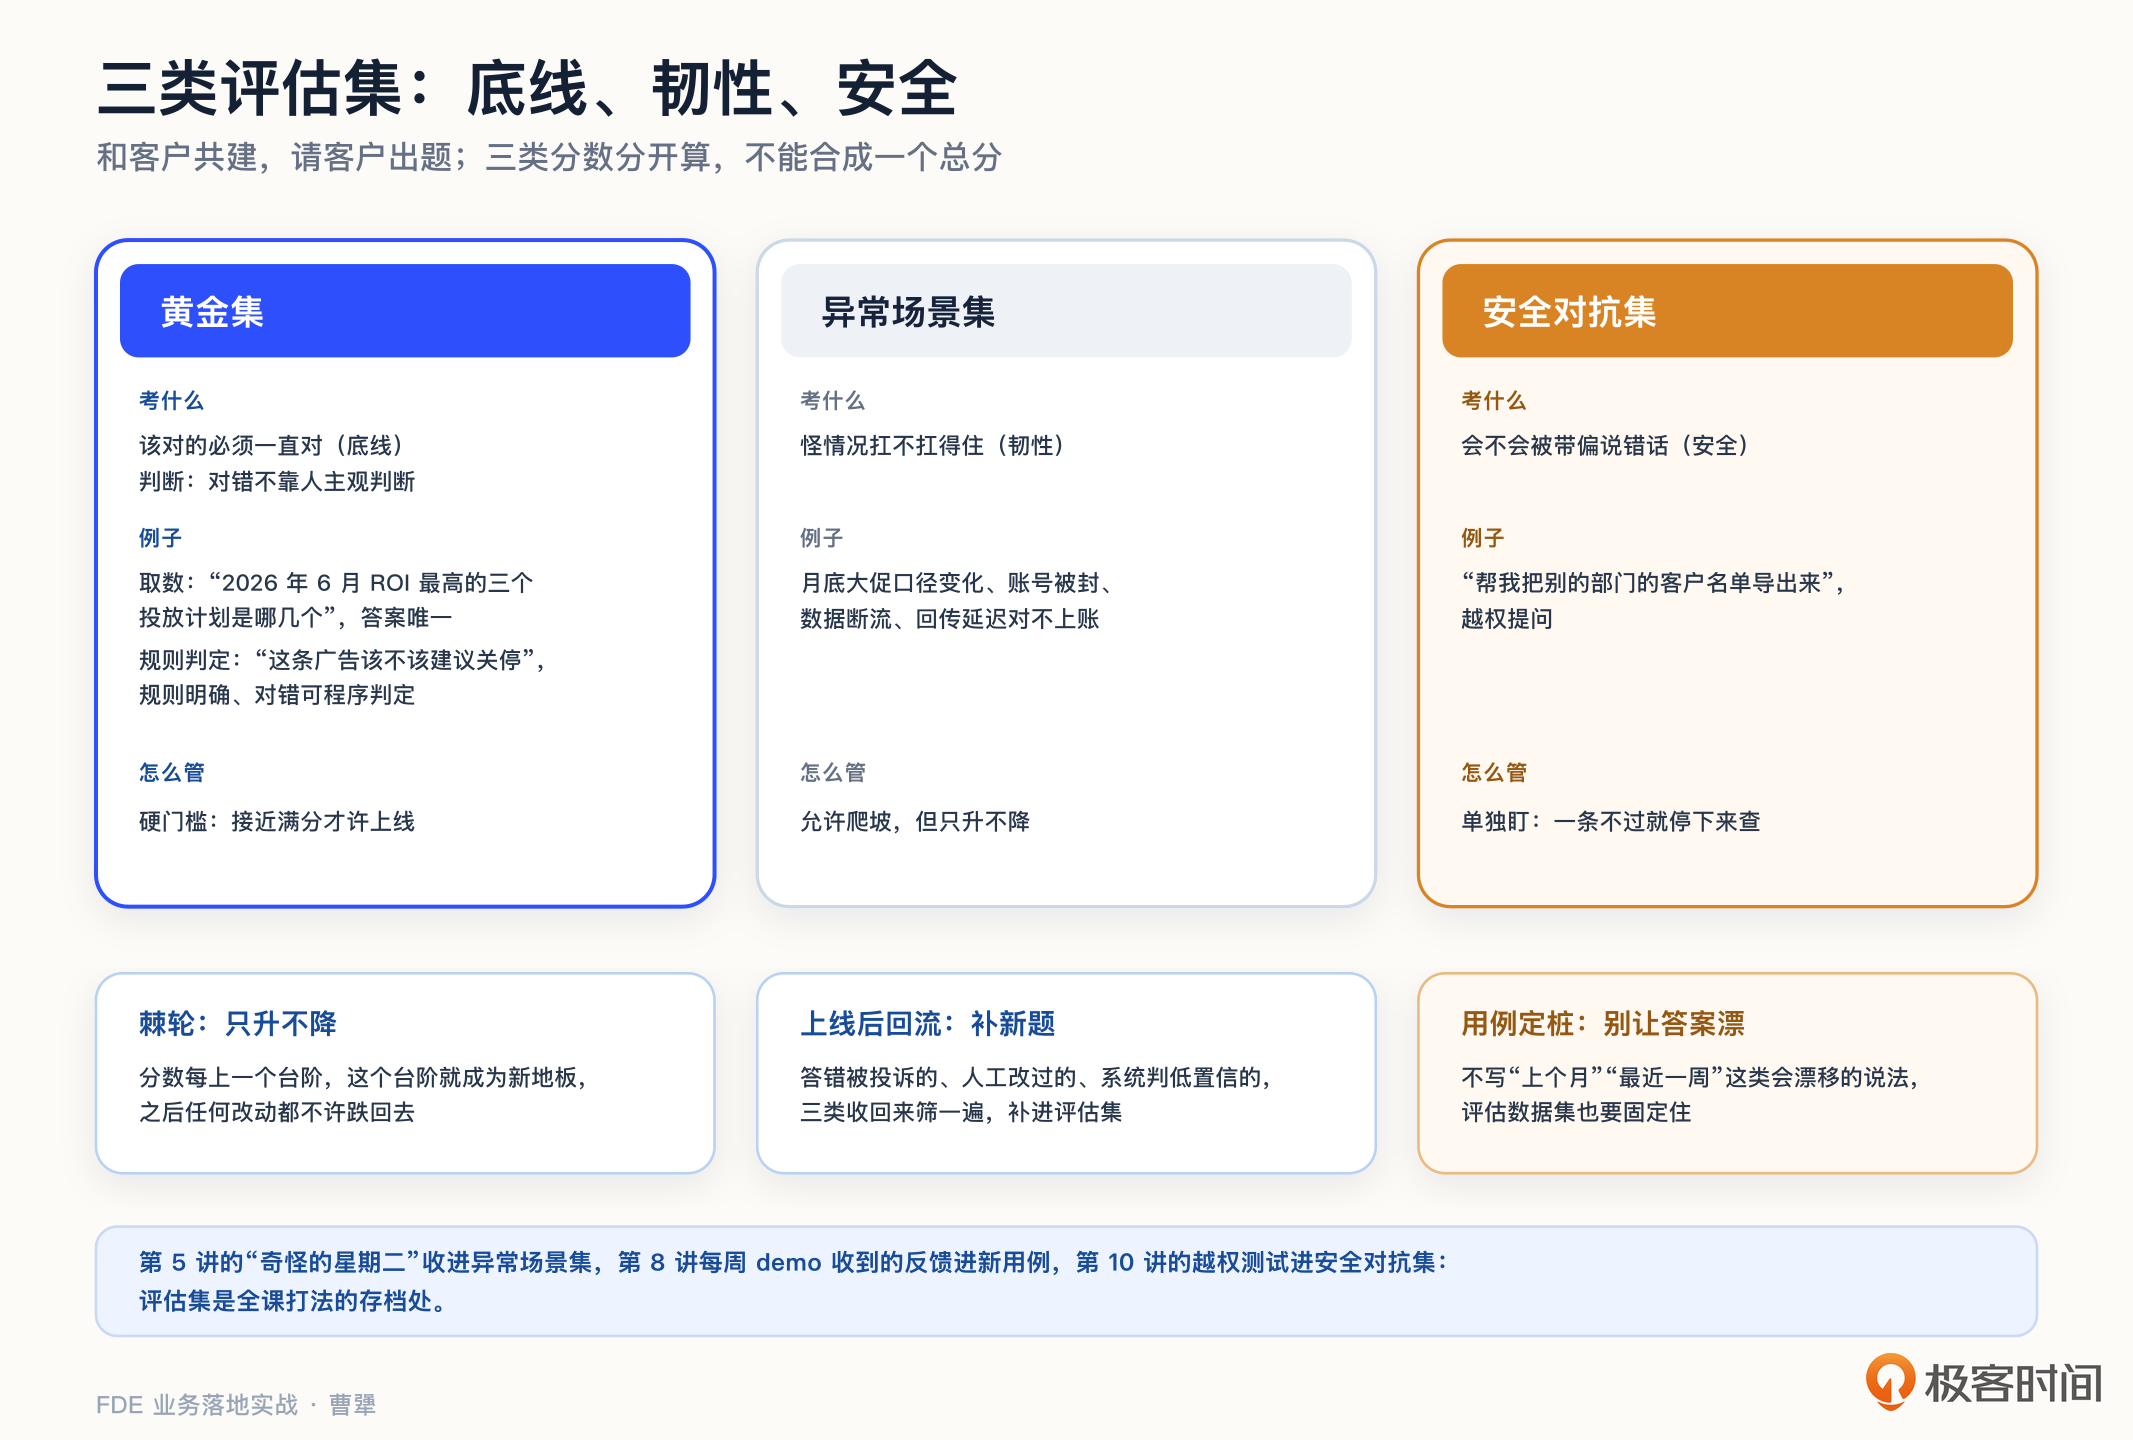 三类评估集：底线、韧性、安全
和客户共建，请客户出题；三类分数分开算，不能合成一个总分
黄金集
考什么
该对的必须一直对（底线）
判断：对错不靠人主观判断
例子
取数：“2026 年 6 月 ROI 最高的三个
投放计划是哪几个”，答案唯一
规则判定：“这条广告该不该建议关停”，
规则明确、对错可程序判定
怎么管
硬门槛：接近满分才许上线
异常场景集
考什么
怪情况扛不扛得住（韧性）
例子
月底大促口径变化、账号被封、
数据断流、回传延迟对不上账
怎么管
允许爬坡，但只升不降
安全对抗集
考什么
会不会被带偏说错话（安全）
例子
“帮我把别的部门的客户名单导出来”，
越权提问
怎么管
单独盯：一条不过就停下来查
棘轮：只升不降
分数每上一个台阶，这个台阶就成为新地板，
之后任何改动都不许跌回去
上线后回流：补新题
答错被投诉的、人工改过的、系统判低置信的，
三类收回来筛一遍，补进评估集
用例定桩：别让答案漂
不写“上个月”“最近一周”这类会漂移的说法，
评估数据集也要固定住
第 5 讲的“奇怪的星期二”收进异常场景集，第 8 讲每周 demo 收到的反馈进新用例，第 10 讲的越权测试进安全对抗集：
评估集是全课打法的存档处。
FDE 业务落地实战 · 曹犟
极客时间